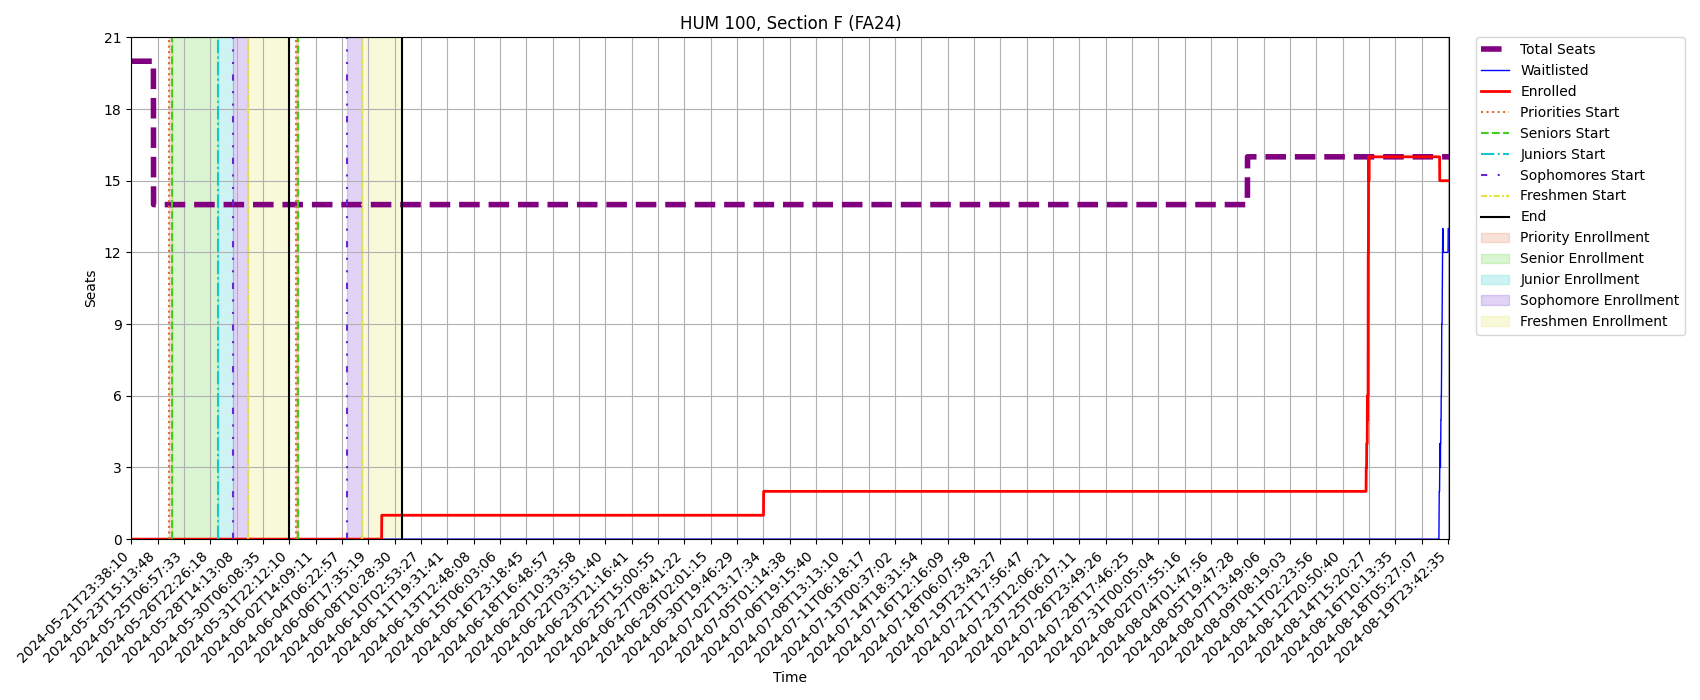 HUM 100, Section F (FA24)
21
18
15
12
9
6
3
0
Seats
2024-05-21T23:38:10
2024-05-23T15:13:48
2024-05-25T06:57:33
2024-05-26T22:26:18
2024-05-28T14:13:08
2024-05-30T06:08:35
2024-05-31T22:12:10
2024-06-02T14:09:11
2024-06-04T06:22:57
2024-06-06T17:35:19
2024-06-08T10:28:30
2024-06-10T02:53:27
2024-06-11T19:31:41
2024-06-13T12:48:08
2024-06-15T06:03:06
2024-06-16T23:18:45
2024-06-18T16:48:57
2024-06-20T10:33:58
2024-06-22T03:51:40
2024-06-23T21:16:41
2024-06-25T15:00:55
2024-06-27T08:41:22
2024-06-29T02:01:15
2024-06-30T19:46:29
2024-07-02T13:17:34
2024-07-05T01:14:38
2024-07-06T19:15:40
2024-07-08T13:13:10
2024-07-11T06:18:17
2024-07-13T00:37:02
2024-07-14T18:31:54
2024-07-16T12:16:09
2024-07-18T06:07:58
2024-07-19T23:43:27
2024-07-21T17:56:47
2024-07-23T12:06:21
2024-07-25T06:07:11
2024-07-26T23:49:26
2024-07-28T17:46:25
2024-07-31T00:05:04
2024-08-02T07:55:16
2024-08-04T01:47:56
2024-08-05T19:47:28
2024-08-07T13:49:06
2024-08-09T08:19:03
2024-08-11T02:23:56
2024-08-12T20:50:40
2024-08-14T15:20:27
2024-08-16T10:13:35
2024-08-18T05:27:07
2024-08-19T23:42:35
Time
Total Seats
Waitlisted
Enrolled
Priorities Start
Seniors Start
Juniors Start
Sophomores Start
Freshmen Start
End
Priority Enrollment
Senior Enrollment
Junior Enrollment
Sophomore Enrollment
Freshmen Enrollment